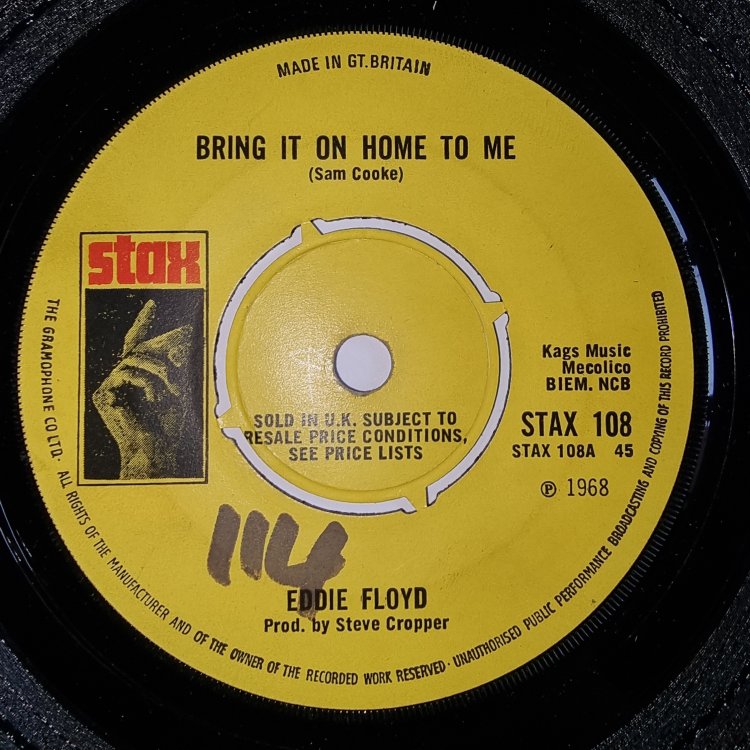 MADE IN GT.BRITAIN
BRING IT ON HOME TO ME
(Sam Cooke)
stax
Kags Music
Mecolico
BIEM. NCB
SOLD IN U.K. SUBJECT TO
RESALE PRICE CONDITIONS,
SEE PRICE LISTS
STAX 108
STAX 108A 45
℗ 1968
114
EDDIE FLOYD
Prod. by Steve Cropper
THE GRAMOPHONE CO LTD· ALL RIGHTS OF THE MANUFACTURER AND OF THE OWNER OF THE RECORDED WORK RESERVED · UNAUTHORISED PUBLIC PERFORMANCE BROADCASTING AND COPYING OF THIS RECORD PROHIBITED